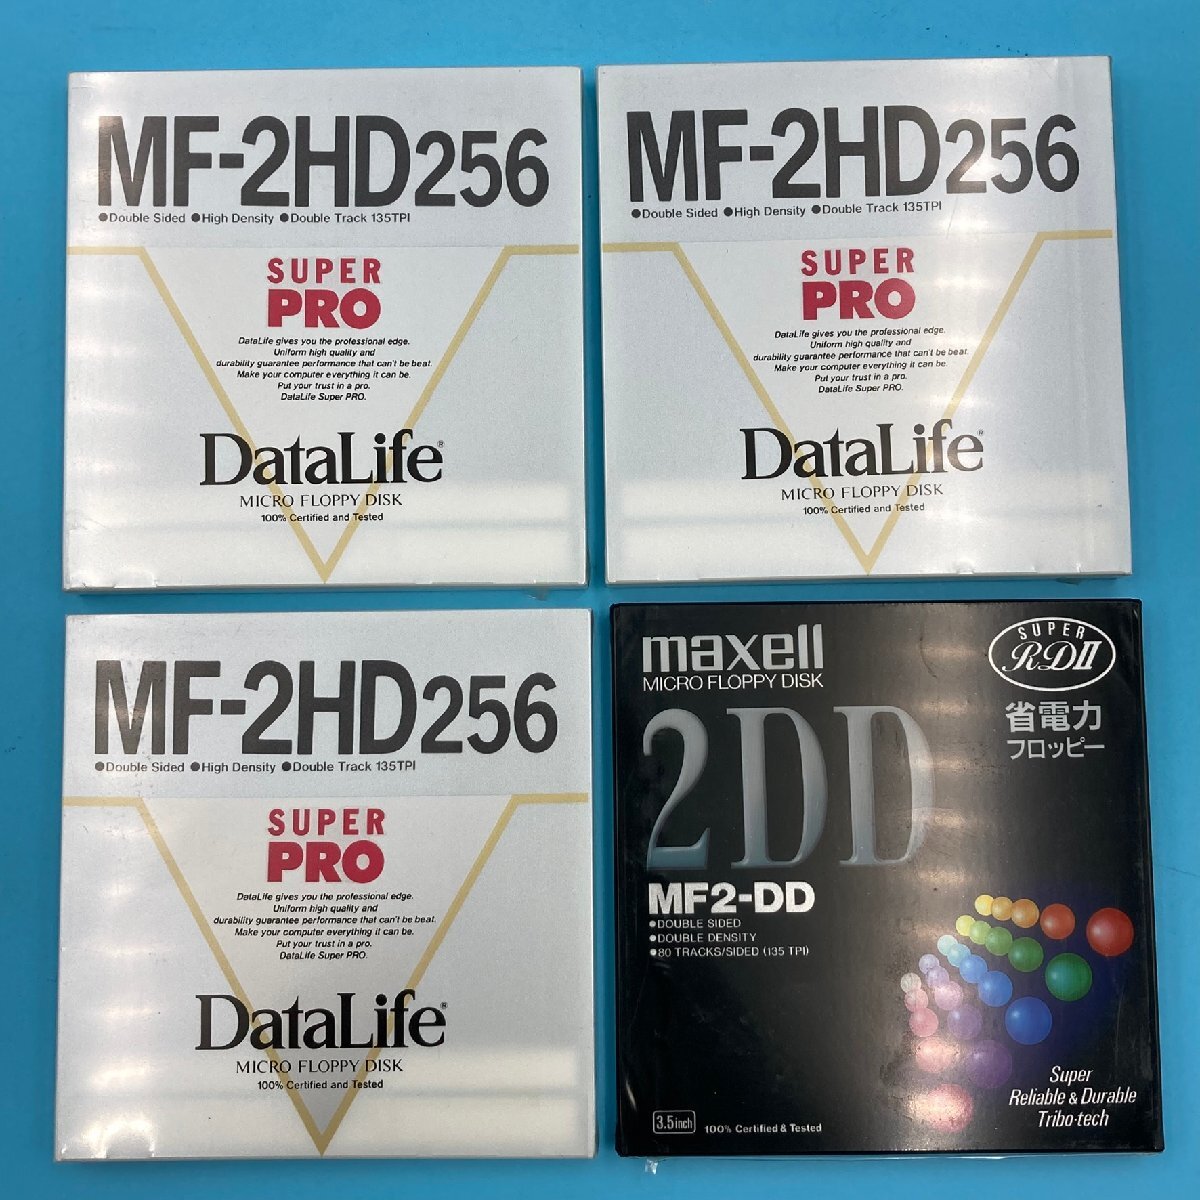 MF-2HD256
●Double Sided ●High Density ●Double Track 135TPI
SUPER
PRO
DataLife gives you the professional edge.
Uniform high quality and
durability guarantee performance that can't be beat.
Make your computer everything it can be.
Put your trust in a pro.
DataLife Super PRO.
DataLife®
MICRO FLOPPY DISK
100% Certified and Tested
MF-2HD256
●Double Sided ●High Density ●Double Track 135TPI
SUPER
PRO
DataLife gives you the professional edge.
Uniform high quality and
durability guarantee performance that can't be beat.
Make your computer everything it can be.
Put your trust in a pro.
DataLife Super PRO.
DataLife®
MICRO FLOPPY DISK
100% Certified and Tested
MF-2HD256
●Double Sided ●High Density ●Double Track 135TPI
SUPER
PRO
DataLife gives you the professional edge.
Uniform high quality and
durability guarantee performance that can't be beat.
Make your computer everything it can be.
Put your trust in a pro.
DataLife Super PRO.
DataLife®
MICRO FLOPPY DISK
100% Certified and Tested
maxell
MICRO FLOPPY DISK
SUPER
RDII
省電力
フロッピー
2DD
MF2-DD
●DOUBLE SIDED
●DOUBLE DENSITY
●80 TRACKS/SIDED (135 TPI)
Super
Reliable & Durable
Tribo-tech
3.5inch
100% Certified & Tested